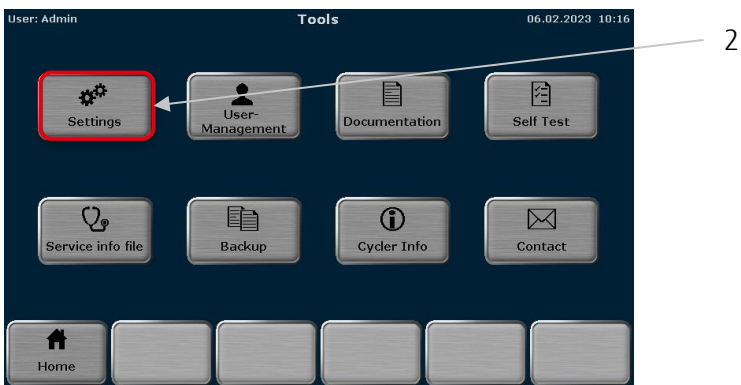 User: Admin Tools 06.02.2023 10:16
2
Settings
User-
Management
Documentation
Self Test
Service info file
Backup
Cycler Info
Contact
Home